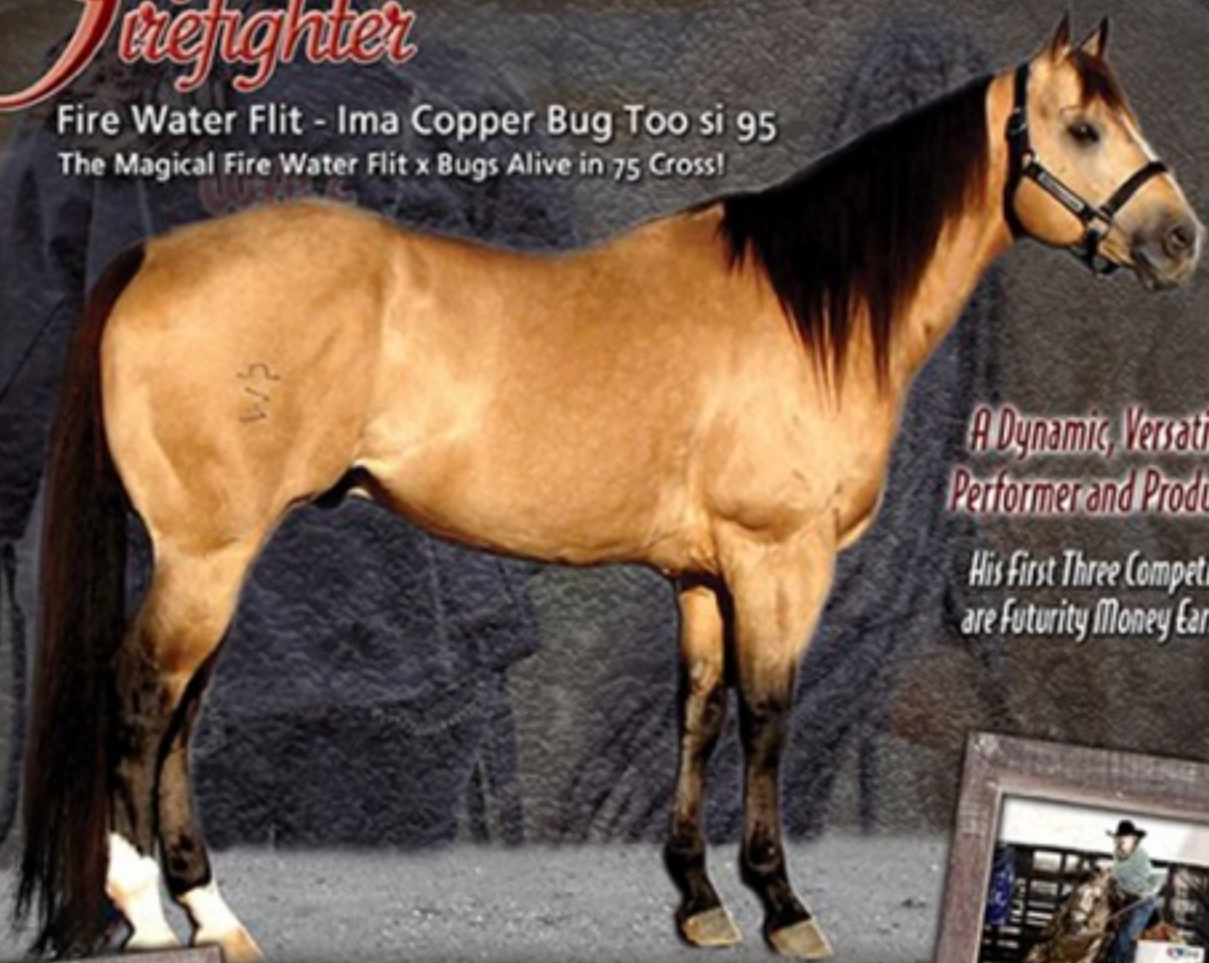 Firefighter
Fire Water Flit - Ima Copper Bug Too si 95
The Magical Fire Water Flit x Bugs Alive in 75 Cross!
A Dynamic, Versati
Performer and Produ
His First Three Competi
are Futurity Money Ear